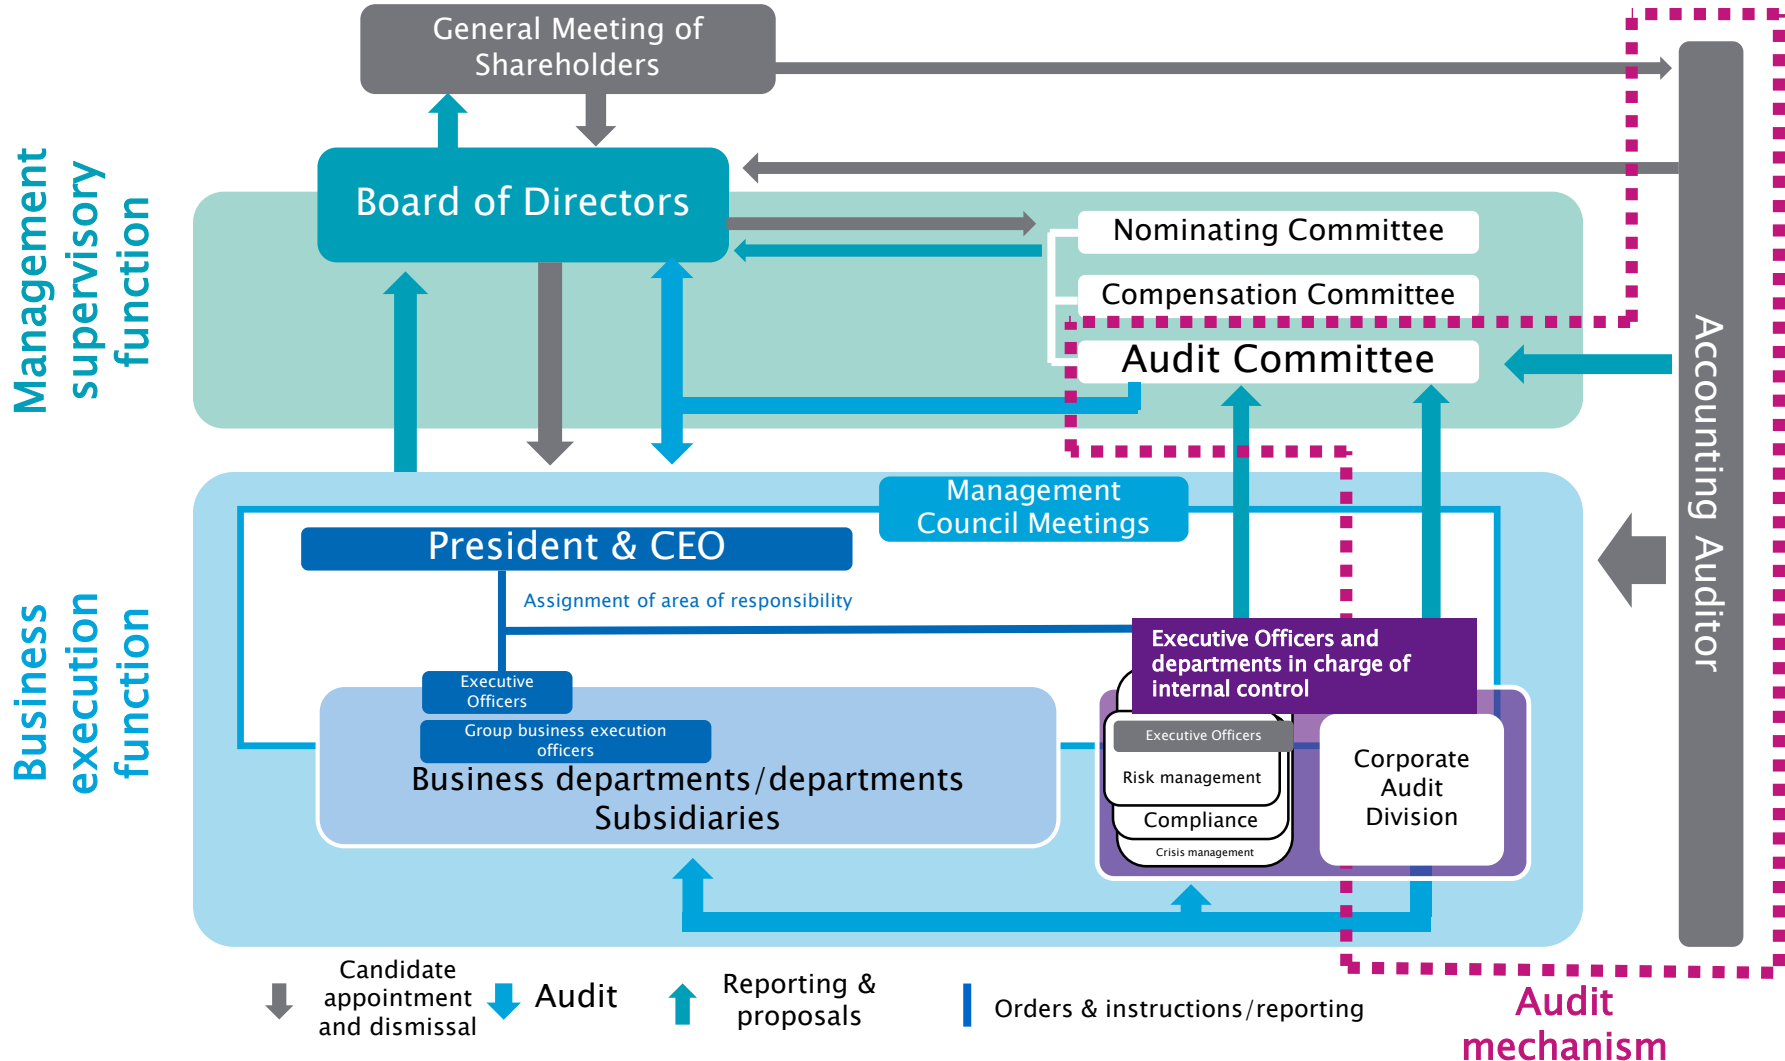 General Meeting of
Shareholders
Management
supervisory
function
Board of Directors
Nominating Committee
Compensation Committee
Audit Committee
Accounting Auditor
Business
execution
function
Management
Council Meetings
President & CEO
Assignment of area of responsibility
Executive Officers and
departments in charge of
internal control
Executive
Officers
Group business execution
officers
Business departments/departments
Subsidiaries
Executive Officers
Risk management
Compliance
Crisis management
Corporate
Audit
Division
Candidate
appointment
and dismissal
Audit
Reporting &
proposals
Orders & instructions/reporting
Audit
mechanism